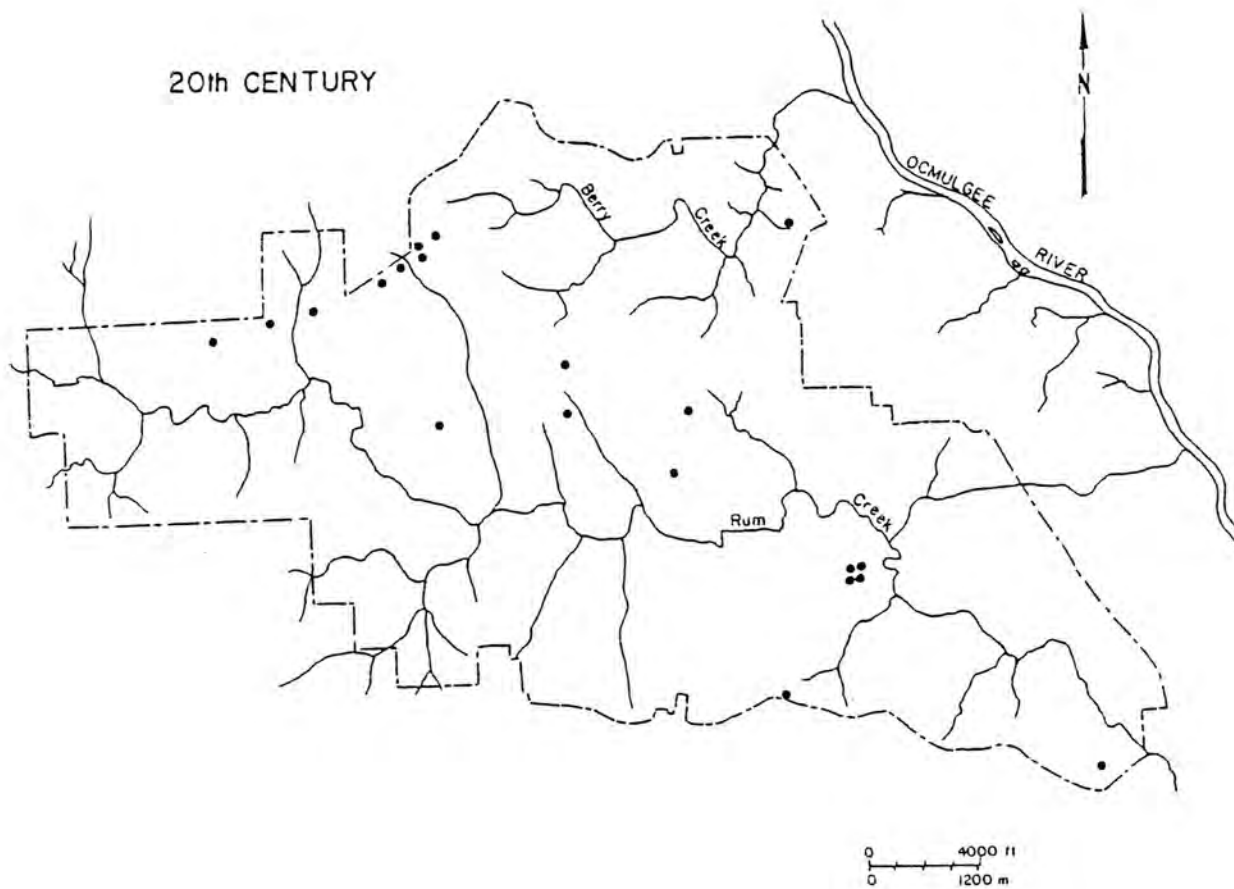 20th CENTURY
N
OCMULGEE
RIVER
Berry
Creek
Rum
Creek
0 4000 ft
0 1200 m